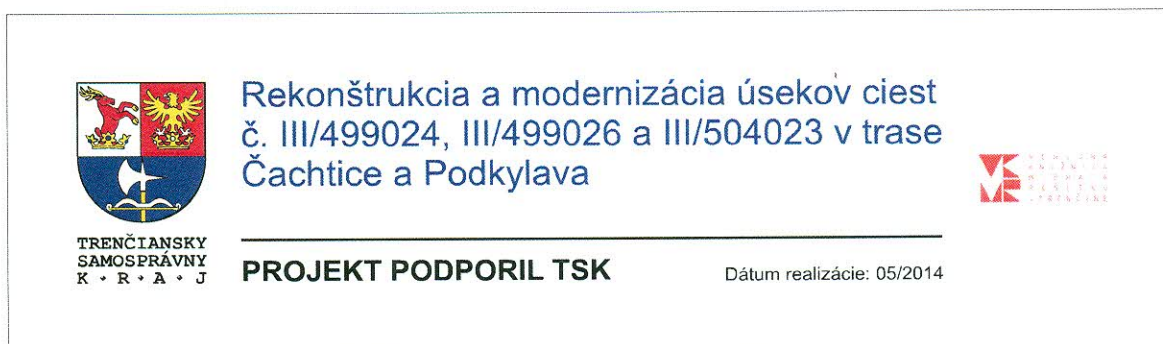 Rekonštrukcia a modernizácia úsekov ciest
č. III/499024, III/499026 a III/504023 v trase
Čachtice a Podkylava
TRENČIANSKY
SAMOSPRÁVNY
K • R • A • J
PROJEKT PODPORIL TSK
Dátum realizácie: 05/2014